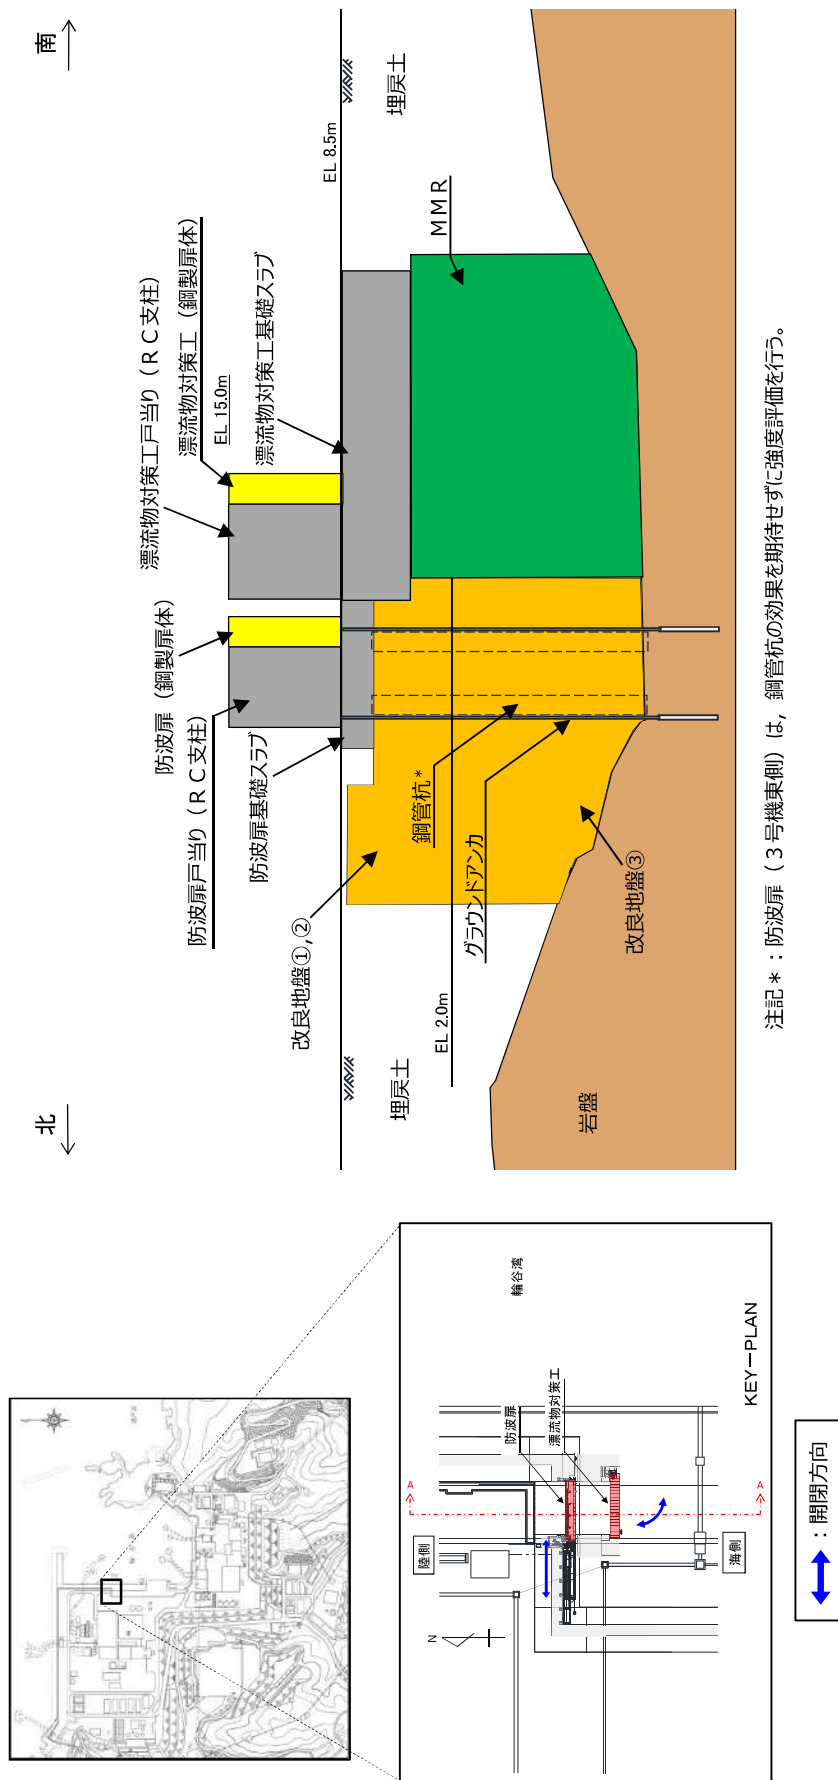 北
南
漂流物対策工戸当り（ＲＣ支柱）
漂流物対策工（鋼製扉体）
EL 15.0m
漂流物対策工基礎スラブ
防波扉（鋼製扉体）
防波扉戸当り（ＲＣ支柱）
防波扉基礎スラブ
改良地盤①,②
EL 8.5m
埋戻土
埋戻土
ＭＭＲ
EL 2.0m
鋼管杭*
グラウンドアンカ
改良地盤③
岩盤
注記*：防波扉（３号機東側）は，鋼管杭の効果を期待せずに強度評価を行う。
輪谷湾
防波扉
漂流物対策工
A
A
陸側
海側
N
KEY－PLAN
：開閉方向